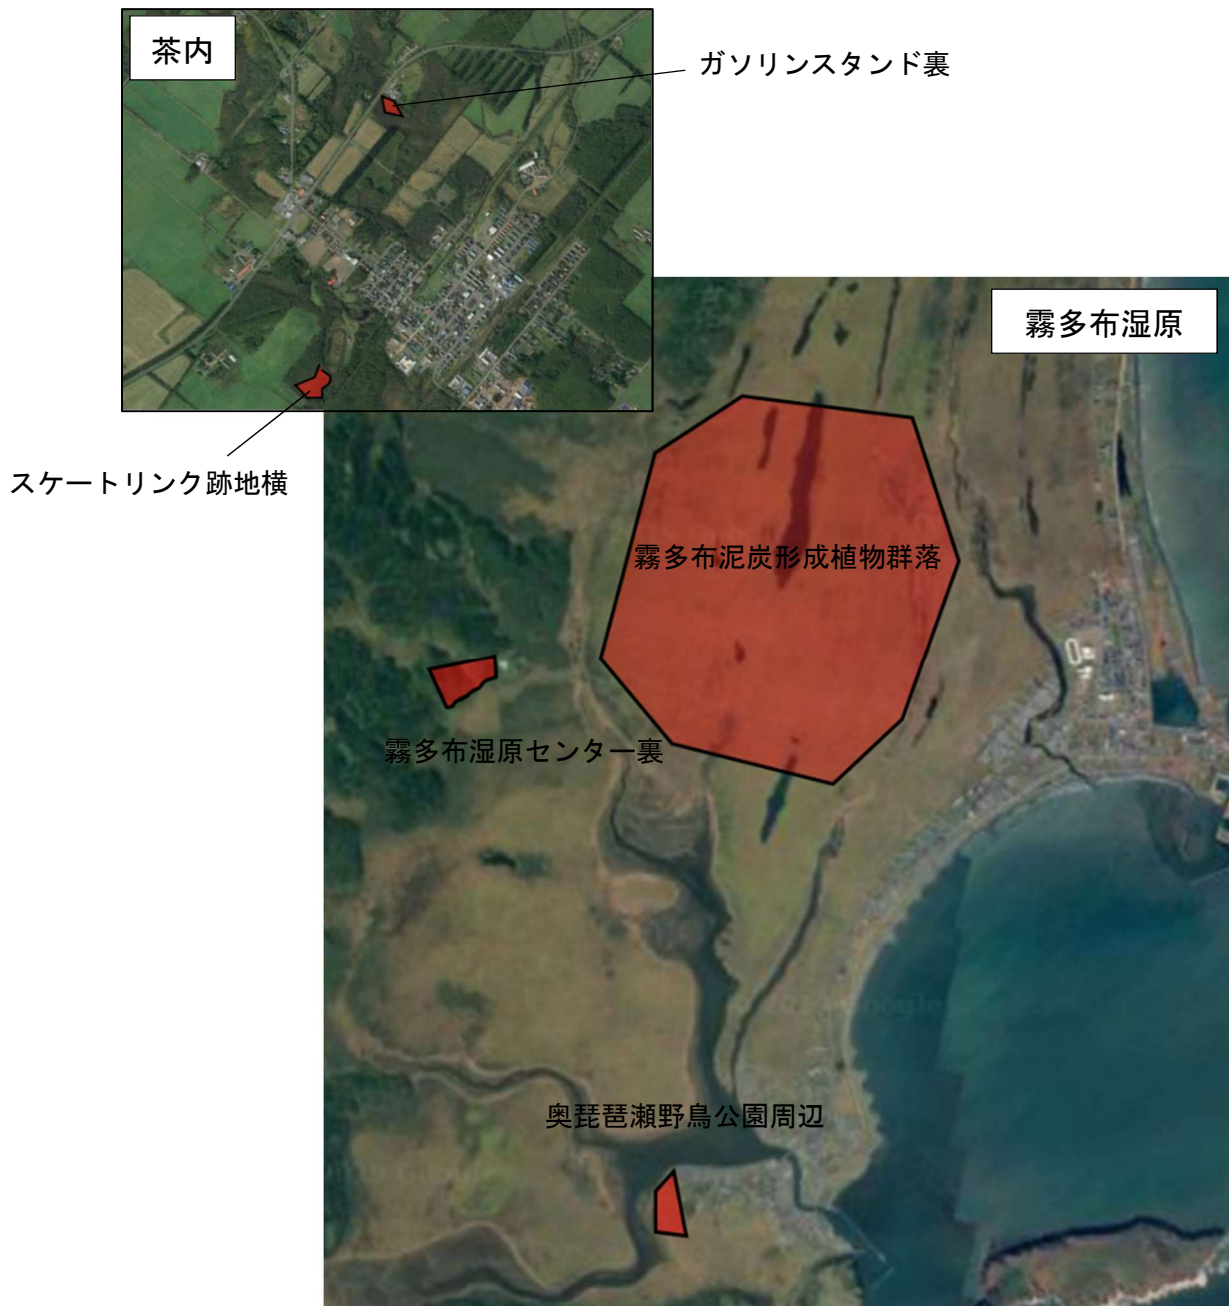 茶内
ガソリンスタンド裏
霧多布湿原
スケートリンク跡地横
霧多布泥炭形成植物群落
霧多布湿原センター裏
奥琵琶瀬野鳥公園周辺